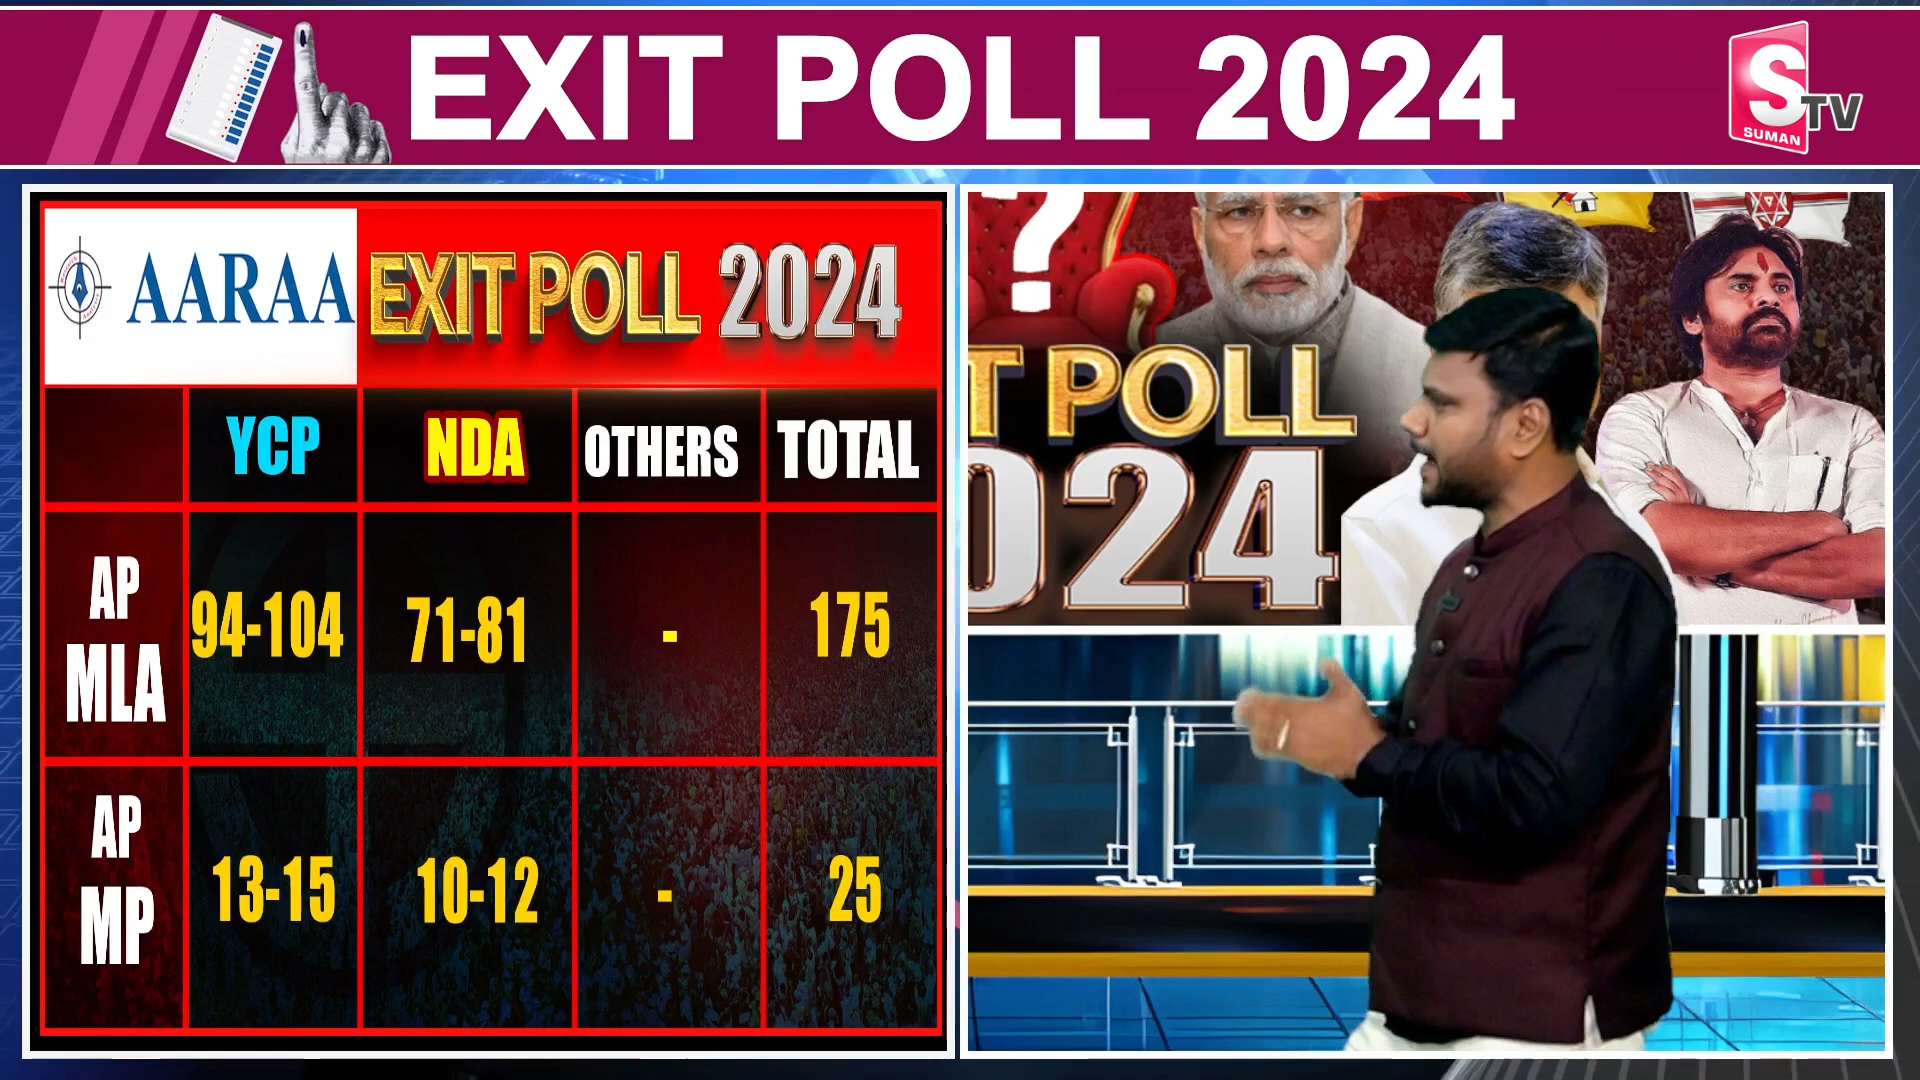 EXIT POLL 2024
S TV
SUMAN
AARAA EXIT POLL 2024
YCP NDA OTHERS TOTAL
AP MLA 94-104 71-81 - 175
AP MP 13-15 10-12 - 25
?
T POLL
024